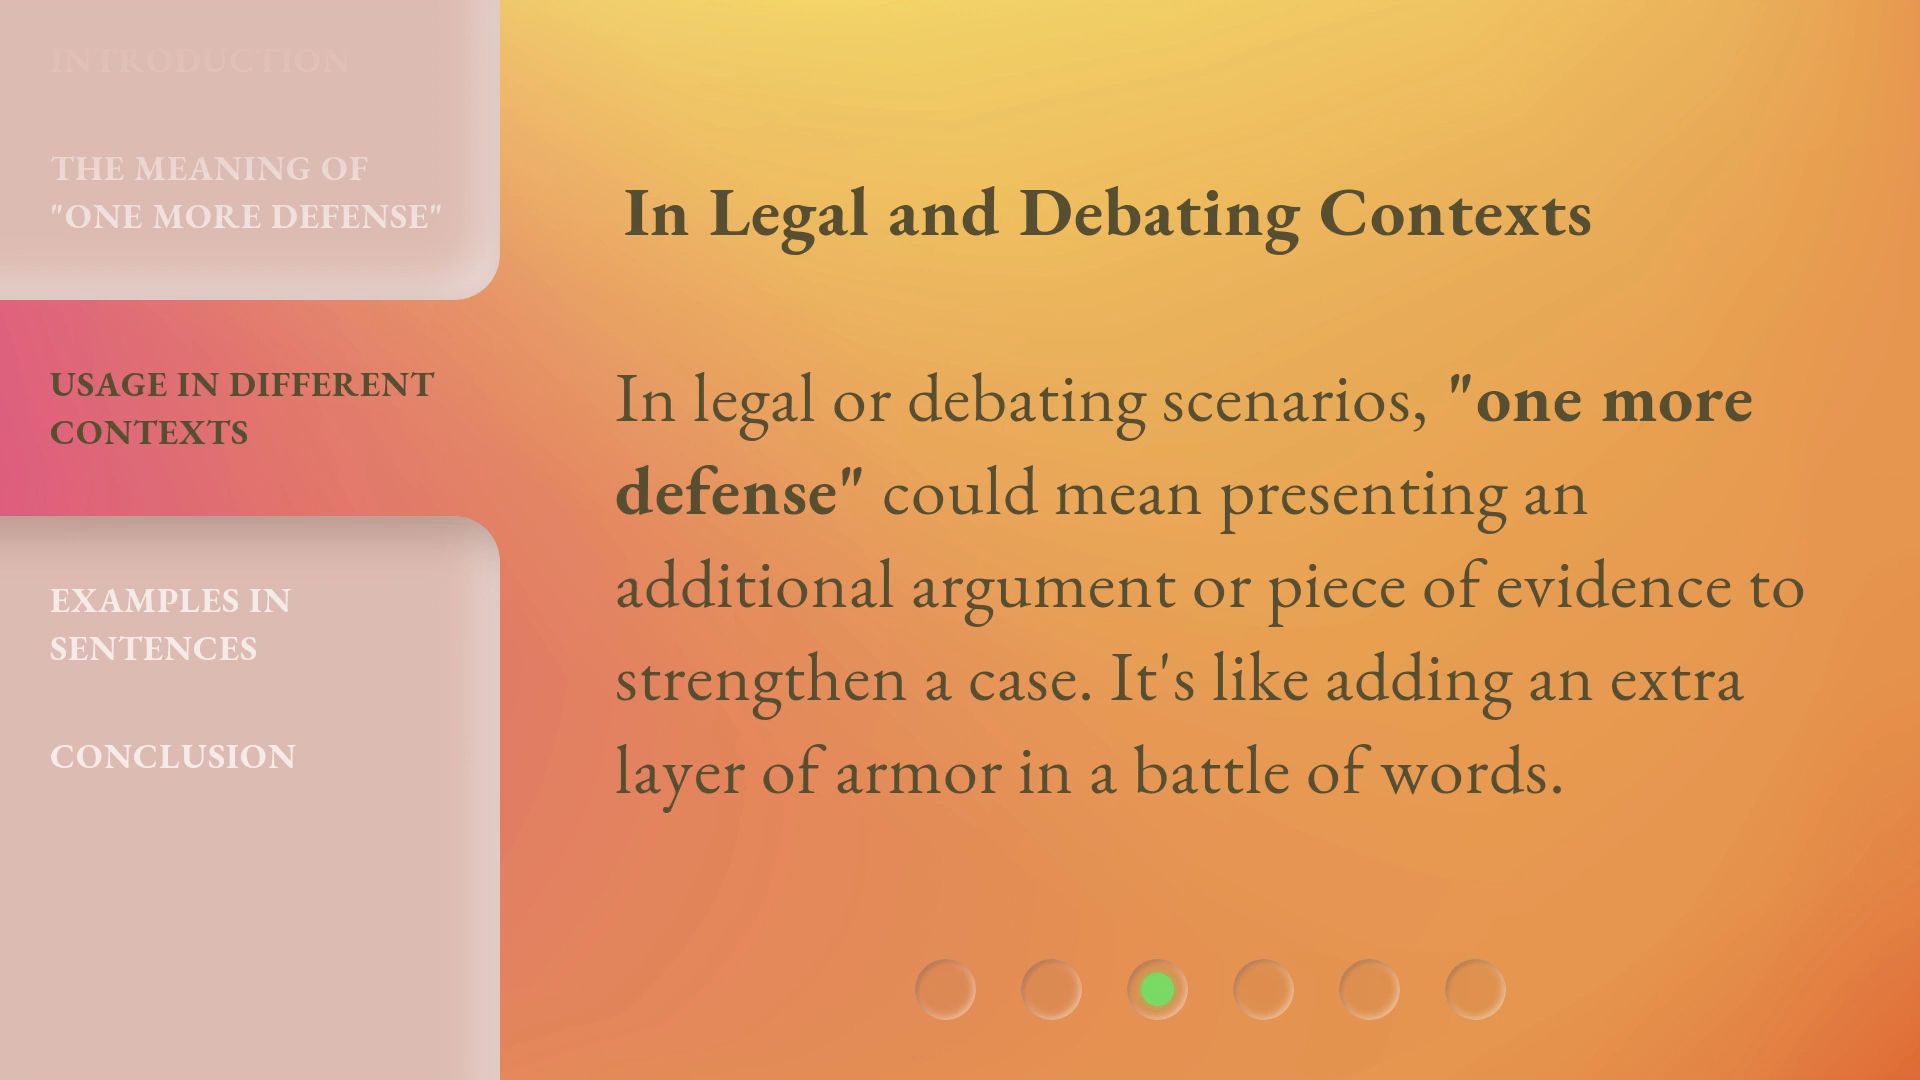 INTRODUCTION
THE MEANING OF
"ONE MORE DEFENSE"
USAGE IN DIFFERENT
CONTEXTS
EXAMPLES IN
SENTENCES
CONCLUSION
In Legal and Debating Contexts
In legal or debating scenarios, "one more
defense" could mean presenting an
additional argument or piece of evidence to
strengthen a case. It's like adding an extra
layer of armor in a battle of words.